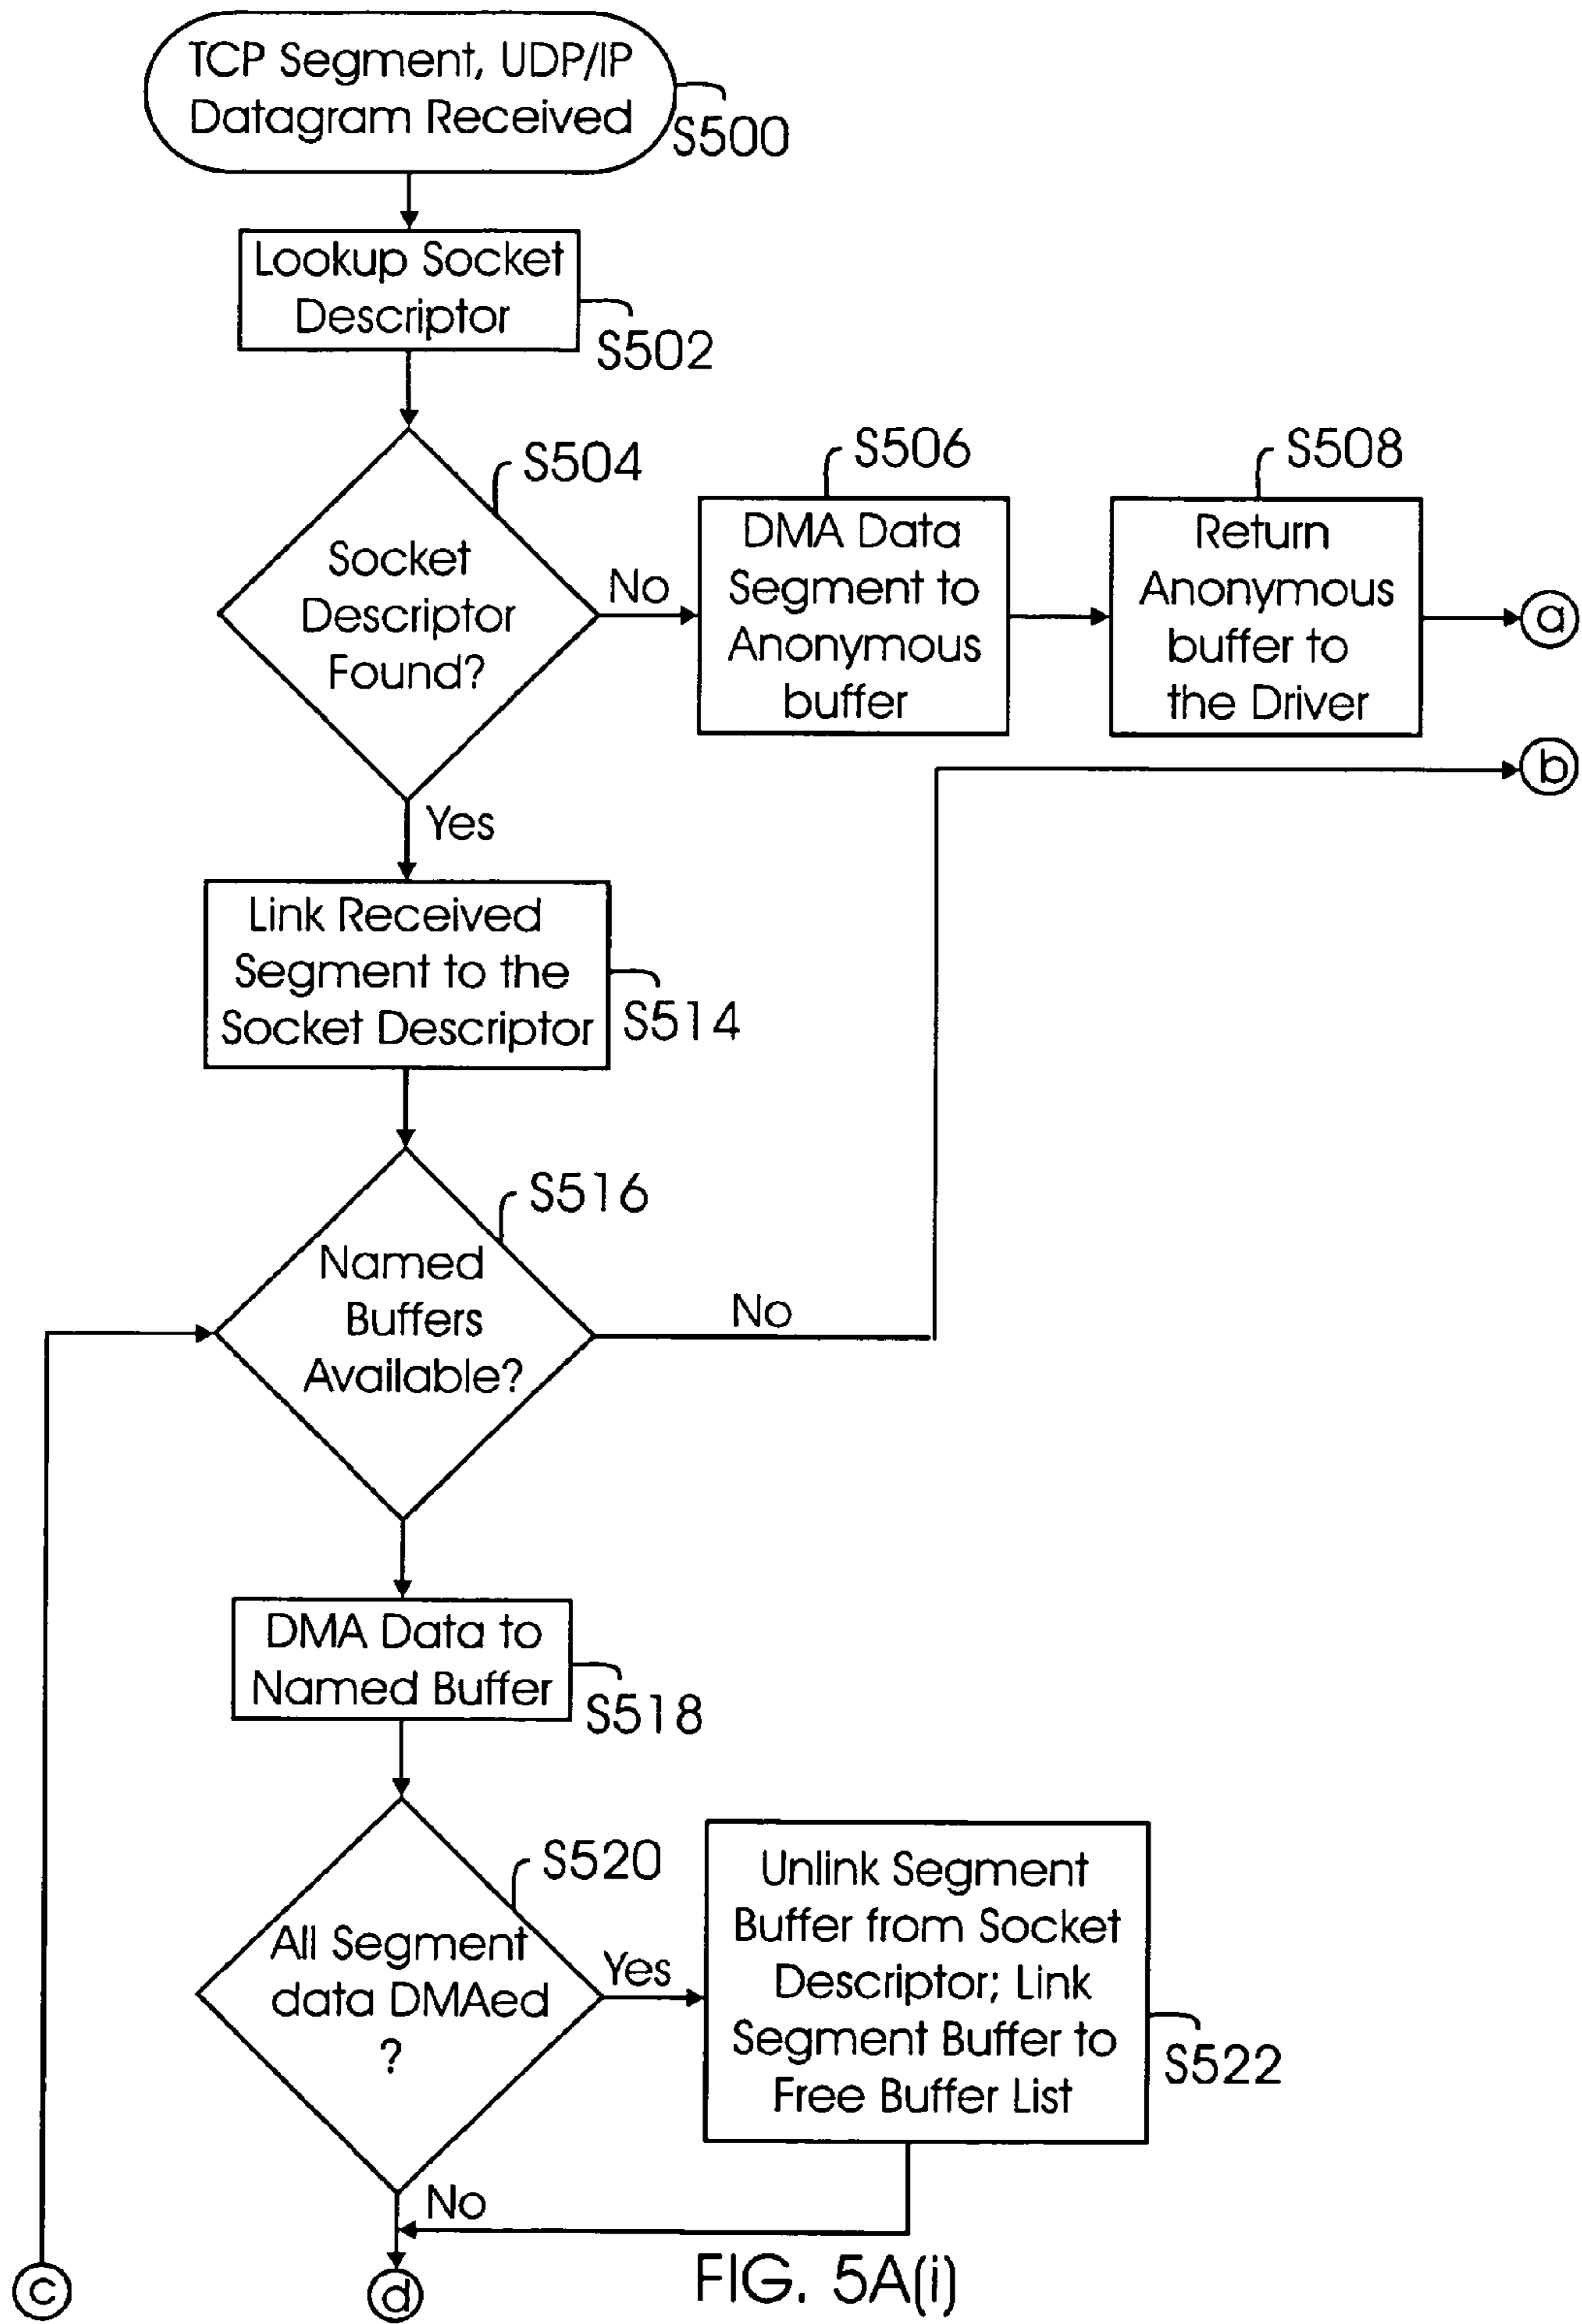 TCP Segment, UDP/IP
Datagram Received
S500
Lookup Socket
Descriptor
S502
S504
Socket
Descriptor
Found?
No
S506
DMA Data
Segment to
Anonymous
buffer
S508
Return
Anonymous
buffer to
the Driver
a
b
Yes
Link Received
Segment to the
Socket Descriptor
S514
S516
Named
Buffers
Available?
No
DMA Data to
Named Buffer
S518
S520
All Segment
data DMAed
?
Yes
Unlink Segment
Buffer from Socket
Descriptor; Link
Segment Buffer to
Free Buffer List
S522
No
c
d
FIG. 5A(i)